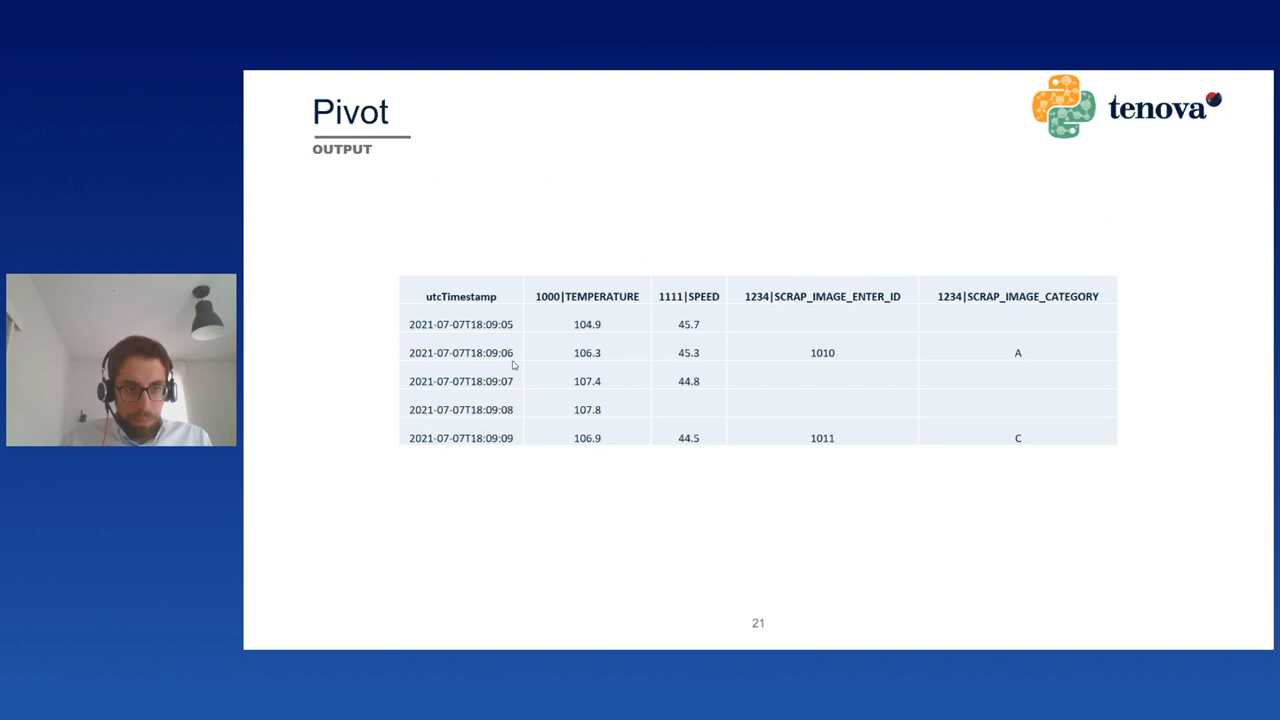 Pivot
OUTPUT
tenova
utcTimestamp 1000|TEMPERATURE 1111|SPEED 1234|SCRAP_IMAGE_ENTER_ID 1234|SCRAP_IMAGE_CATEGORY
2021-07-07T18:09:05 104.9 45.7
2021-07-07T18:09:06 106.3 45.3 1010 A
2021-07-07T18:09:07 107.4 44.8
2021-07-07T18:09:08 107.8
2021-07-07T18:09:09 106.9 44.5 1011 C
21